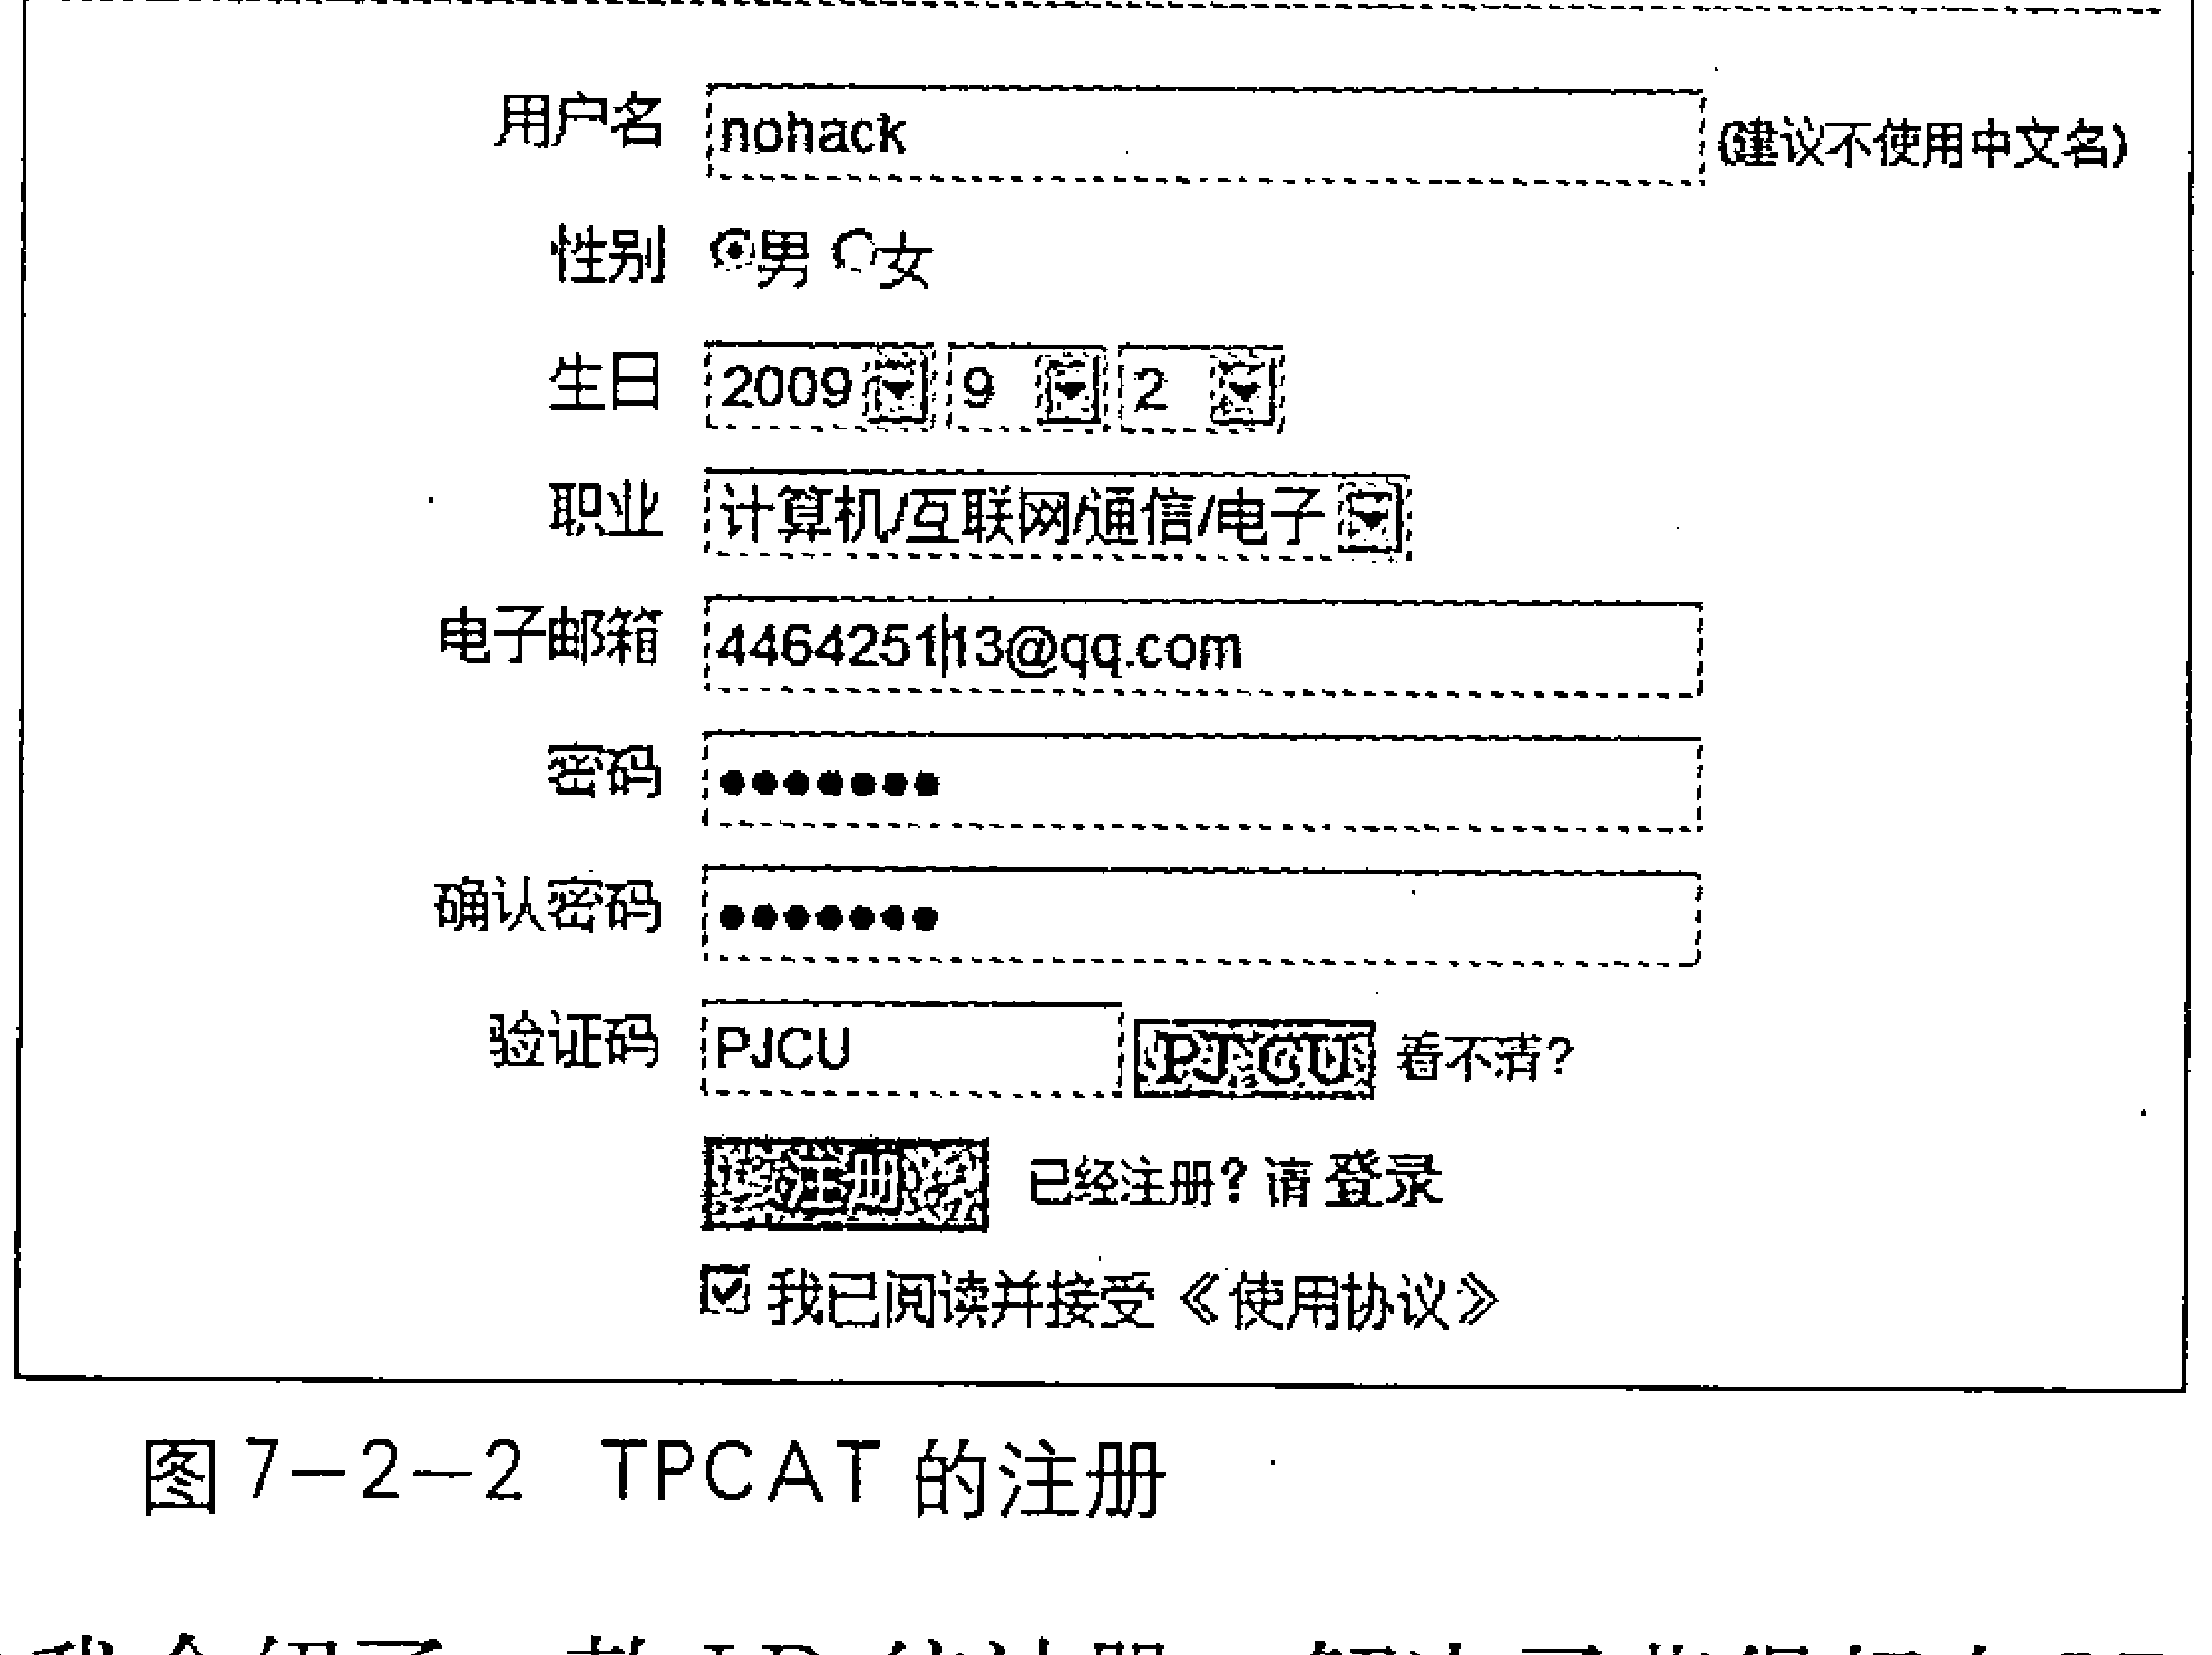 用户名 nohack (建议不使用中文名)
性别 男 女
生日 2009 9 2
职业 计算机/互联网/通信/电子
电子邮箱 446425113@qq.com
密码 •••••••
确认密码 •••••••
验证码 PJCU PJCU 看不清?
注册 已经注册? 请 登录
我已阅读并接受《使用协议》
图 7-2-2 TPCAT 的注册